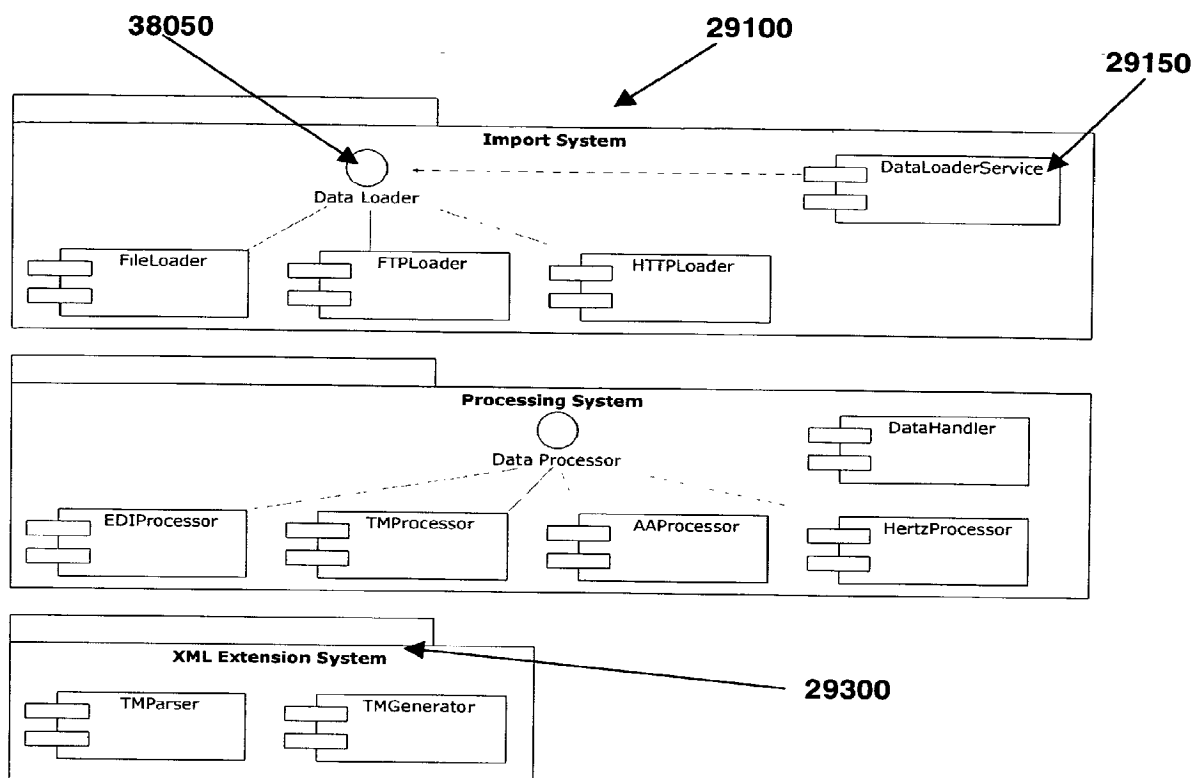 38050
29100
29150
Import System
Data Loader
DataLoaderService
FileLoader
FTPLoader
HTTPLoader
Processing System
Data Processor
DataHandler
EDIProcessor
TMProcessor
AAProcessor
HertzProcessor
XML Extension System
29300
TMParser
TMGenerator